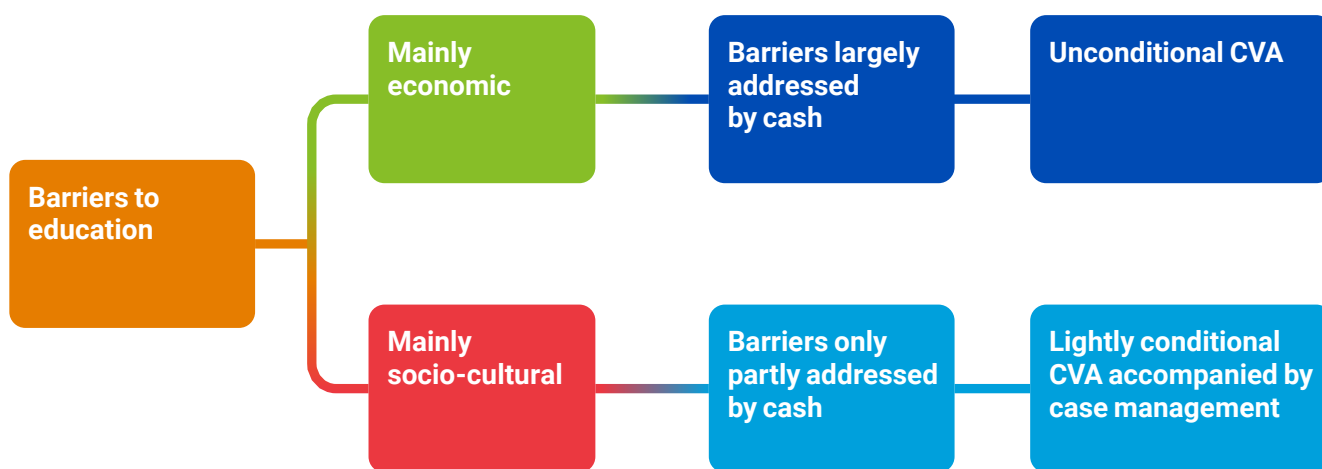 Barriers to
education
Mainly
economic
Barriers largely
addressed
by cash
Unconditional CVA
Mainly
socio-cultural
Barriers only
partly addressed
by cash
Lightly conditional
CVA accompanied by
case management